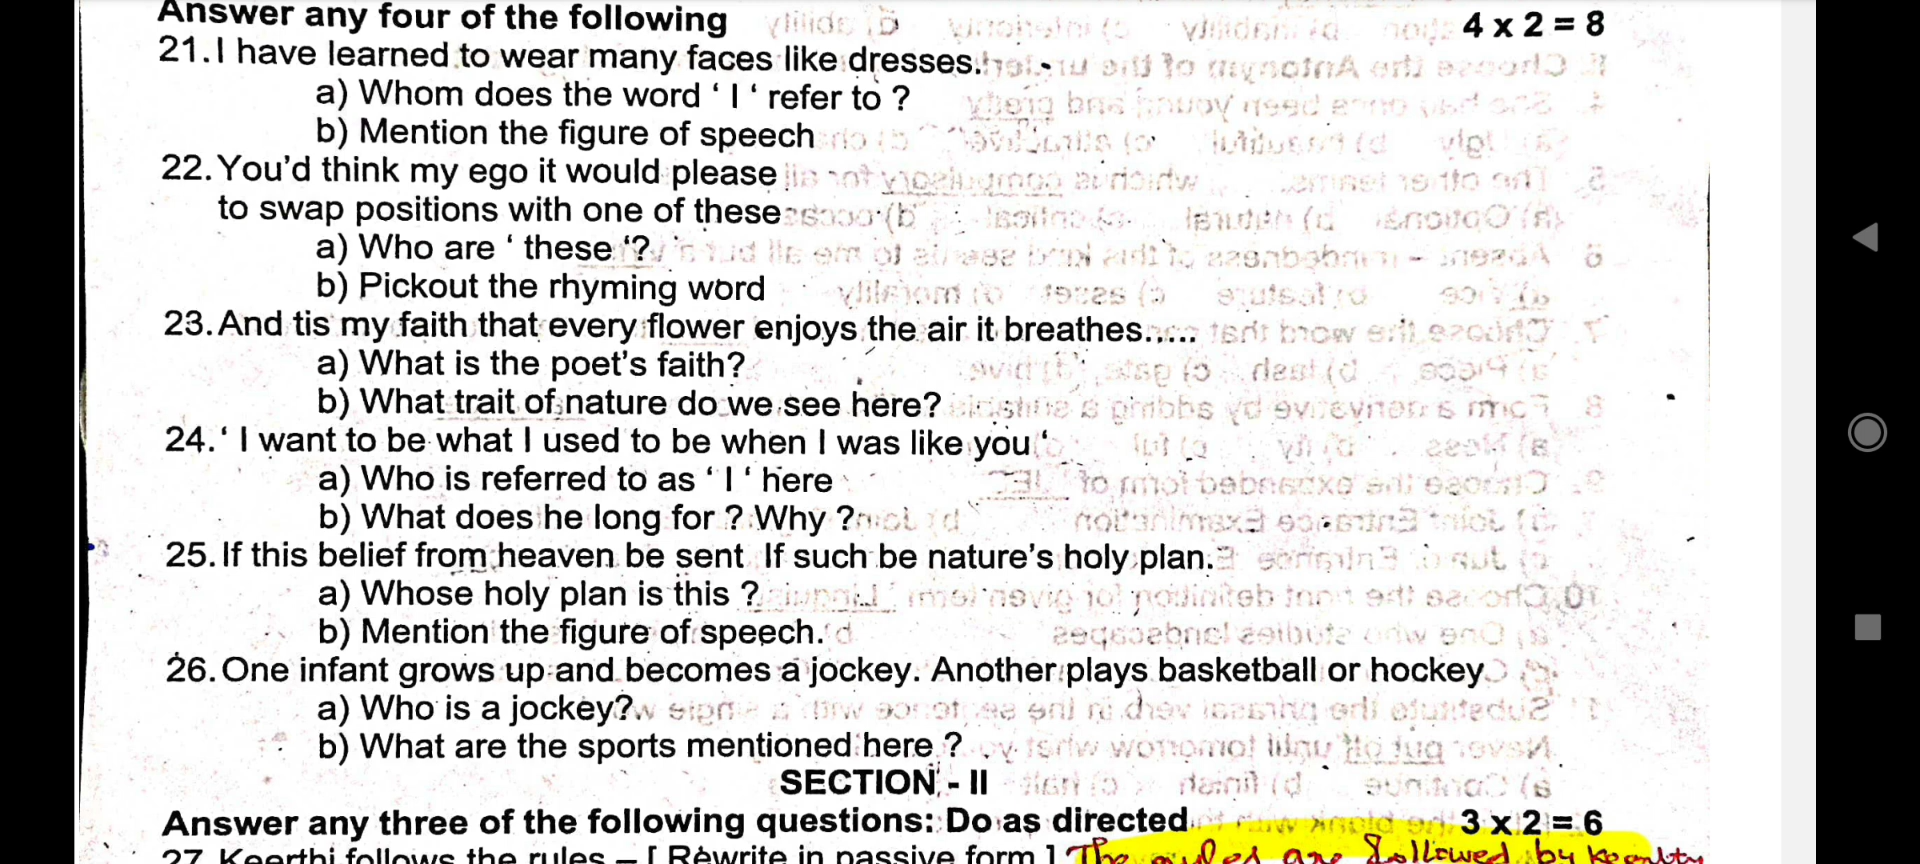 Answer any four of the following 4 x 2 = 8
21. I have learned to wear many faces like dresses.
a) Whom does the word ‘ I ‘ refer to ?
b) Mention the figure of speech
22. You’d think my ego it would please
to swap positions with one of these
a) Who are ‘ these ‘?
b) Pickout the rhyming word
23. And tis my faith that every flower enjoys the air it breathes.....
a) What is the poet’s faith?
b) What trait of nature do we see here?
24. ‘ I want to be what I used to be when I was like you ‘
a) Who is referred to as ‘ I ‘ here
b) What does he long for ? Why ?
25. If this belief from heaven be sent If such be nature’s holy plan.
a) Whose holy plan is this ?
b) Mention the figure of speech.
26. One infant grows up and becomes a jockey. Another plays basketball or hockey
a) Who is a jockey?
b) What are the sports mentioned here ?
SECTION - II
Answer any three of the following questions: Do as directed 3 x 2 = 6
27. Keerthi follows the rules – [ Rewrite in passive form ] The rules are followed by Keerthy